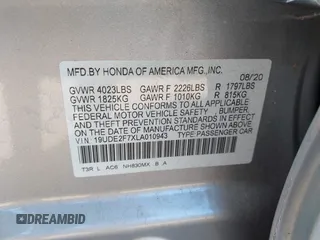 MFD.BY HONDA OF AMERICA MFG.,INC. 08/20
GVWR 4023LBS GAWR F 2226LBS R 1797LBS
GVWR 1825KG GAWR F 1010KG R 815KG
THIS VEHICLE CONFORMS TO ALL APPLICABLE
FEDERAL MOTOR VEHICLE SAFETY, BUMPER,
AND THEFT PREVENTION STANDARDS IN EFFECT
ON THE DATE OF MANUFACTURE SHOWN ABOVE.
V.I.N: 19UDE2F7XLA010943 TYPE:PASSENGER CAR
T3R L AC6 NH830MX B A
AUTOBIDCAR